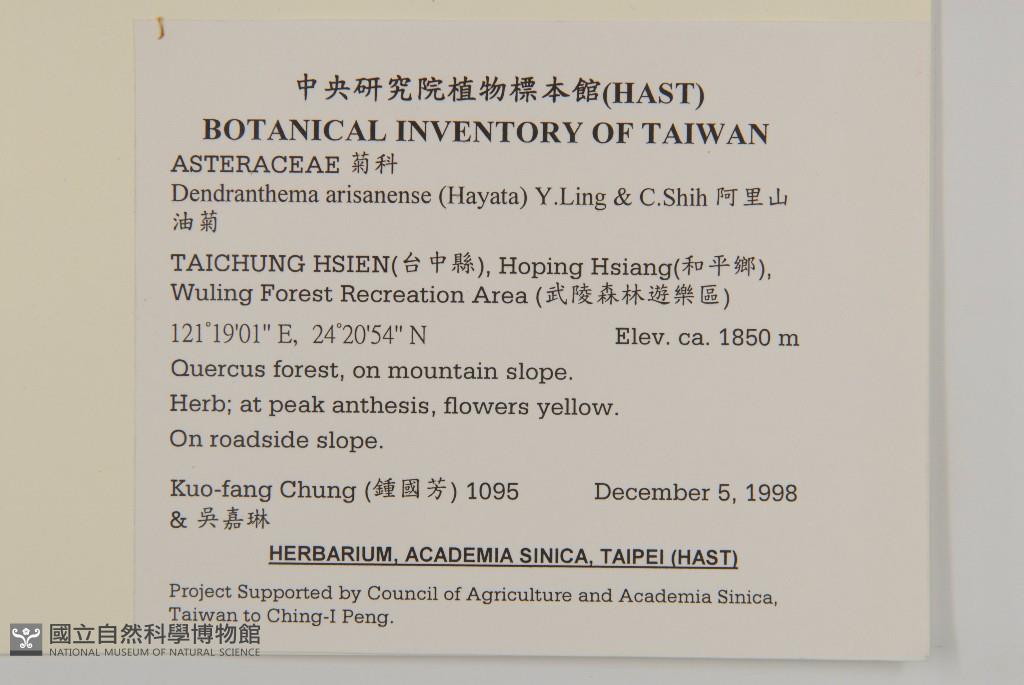 中央研究院植物標本館(HAST)
BOTANICAL INVENTORY OF TAIWAN
ASTERACEAE 菊科
Dendranthema arisanense (Hayata) Y.Ling & C.Shih 阿里山
油菊
TAICHUNG HSIEN(台中縣), Hoping Hsiang(和平鄉),
Wuling Forest Recreation Area (武陵森林遊樂區)
121°19'01" E, 24°20'54" N Elev. ca. 1850 m
Quercus forest, on mountain slope.
Herb; at peak anthesis, flowers yellow.
On roadside slope.
Kuo-fang Chung (鍾國芳) 1095 December 5, 1998
& 吳嘉琳
HERBARIUM, ACADEMIA SINICA, TAIPEI (HAST)
Project Supported by Council of Agriculture and Academia Sinica,
Taiwan to Ching-I Peng.
國立自然科學博物館
NATIONAL MUSEUM OF NATURAL SCIENCE